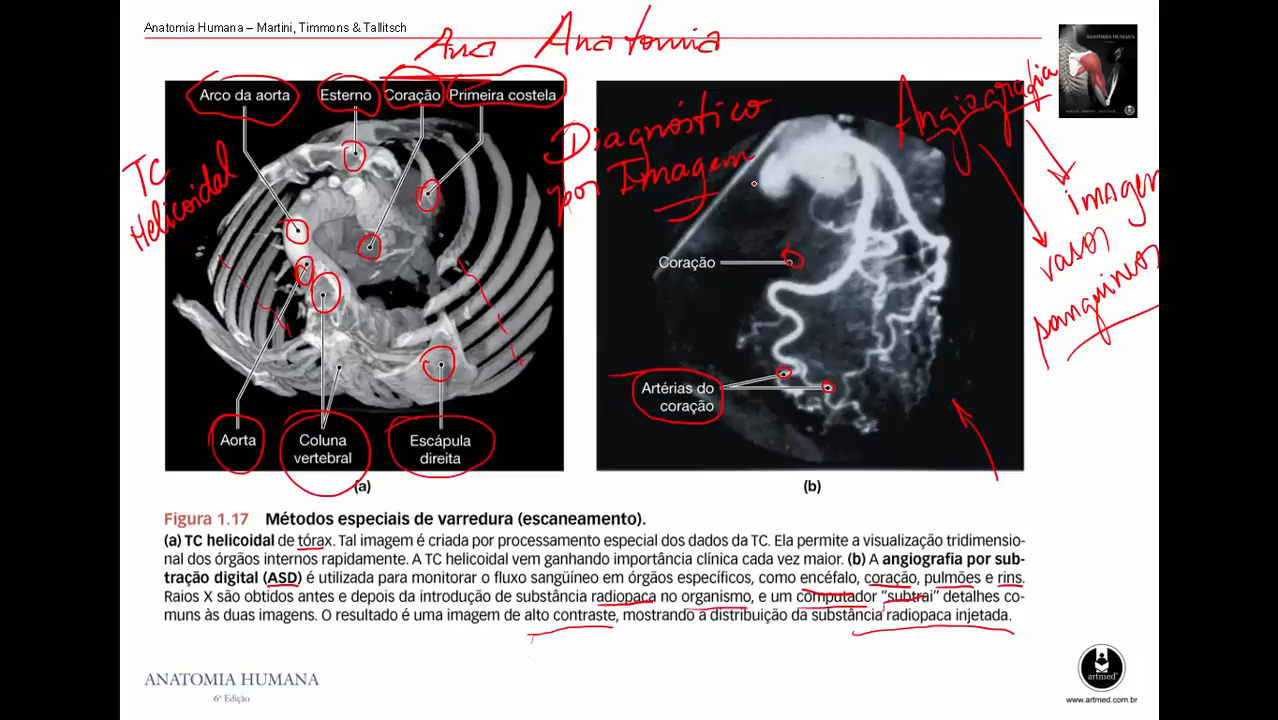 Anatomia Humana – Martini, Timmons & Tallitsch
Ana Anatomia
ANATOMIA HUMANA
Arco da aorta
Esterno
Coração
Primeira costela
TC
Helicoidal
Diagnóstico
por Imagem
Angiografia
imagem
vasos
sanguíneos
Coração
Artérias do
coração
Aorta
Coluna
vertebral
Escápula
direita
(a)
(b)
Figura 1.17 Métodos especiais de varredura (escaneamento).
(a) TC helicoidal de tórax. Tal imagem é criada por processamento especial dos dados da TC. Ela permite a visualização tridimensio-
nal dos órgãos internos rapidamente. A TC helicoidal vem ganhando importância clínica cada vez maior. (b) A angiografia por sub-
tração digital (ASD) é utilizada para monitorar o fluxo sangüíneo em órgãos específicos, como encéfalo, coração, pulmões e rins.
Raios X são obtidos antes e depois da introdução de substância radiopaca no organismo, e um computador “subtrai” detalhes co-
muns às duas imagens. O resultado é uma imagem de alto contraste, mostrando a distribuição da substância radiopaca injetada.
ANATOMIA HUMANA
6ª Edição
artmed
www.artmed.com.br